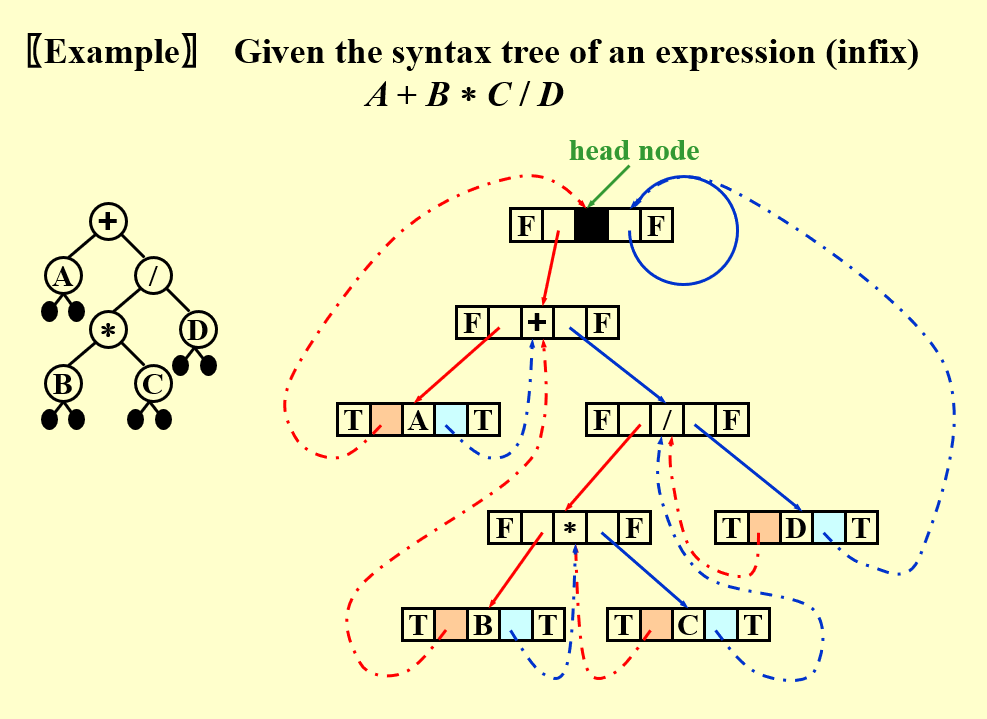 〖Example〗 Given the syntax tree of an expression (infix)
A + B ∗ C / D
head node
F F
+
F + F
A /
∗ D
B C
T A T
F / F
F ∗ F
T D T
T B T
T C T